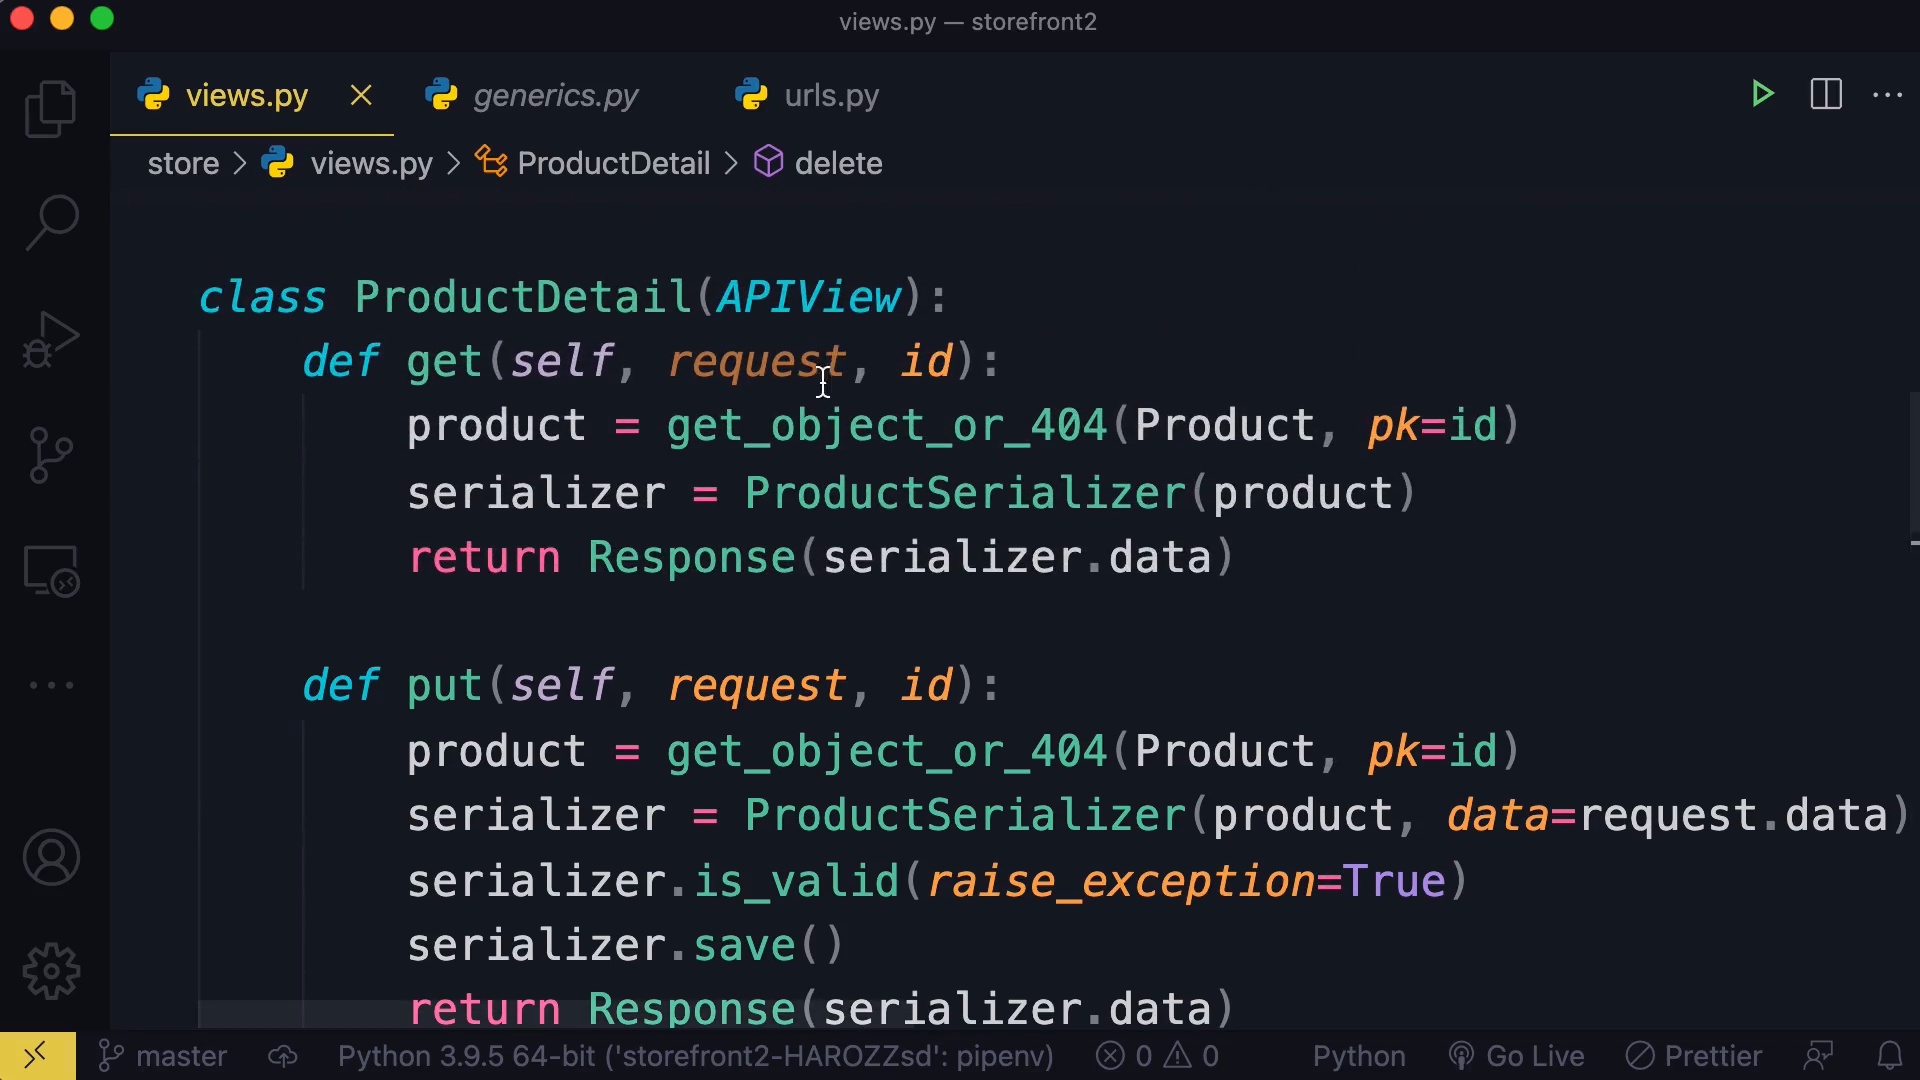 views.py — storefront2
views.py generics.py urls.py
store > views.py > ProductDetail > delete
class ProductDetail(APIView):
    def get(self, request, id):
        product = get_object_or_404(Product, pk=id)
        serializer = ProductSerializer(product)
        return Response(serializer.data)
    def put(self, request, id):
        product = get_object_or_404(Product, pk=id)
        serializer = ProductSerializer(product, data=request.data)
        serializer.is_valid(raise_exception=True)
        serializer.save()
        return Response(serializer.data)
master Python 3.9.5 64-bit ('storefront2-HAROZZsd': pipenv) 0 0 Python Go Live Prettier